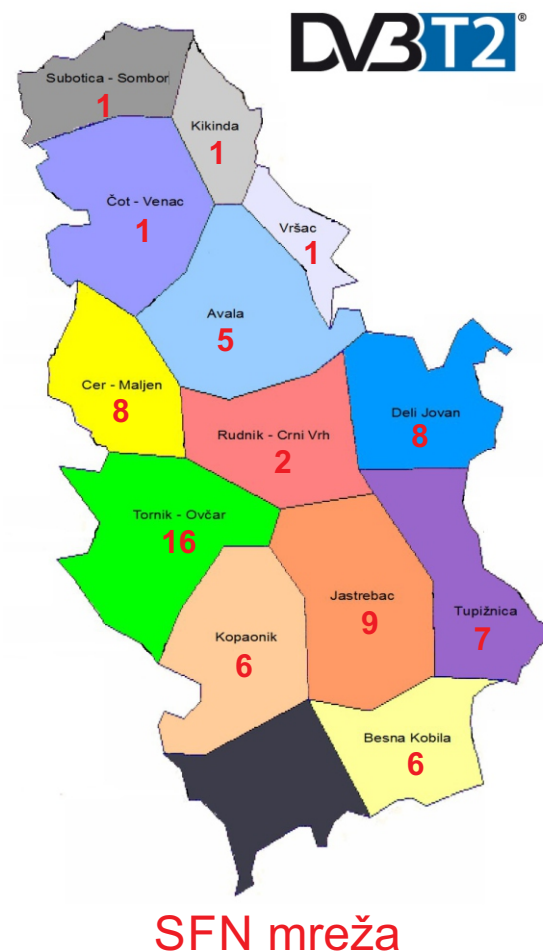 DVB T2®
Subotica - Sombor
1
Kikinda
1
Čot - Venac
1
Vršac
1
Avala
5
Cer - Maljen
8
Deli Jovan
8
Rudnik - Crni Vrh
2
Tornik - Ovčar
16
Jastrebac
9
Tupižnica
7
Kopaonik
6
Besna Kobila
6
SFN mreža